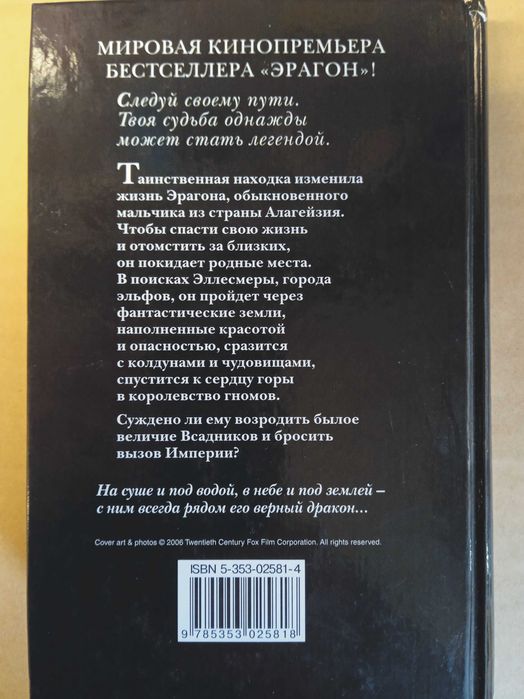 МИРОВАЯ КИНОПРЕМЬЕРА
БЕСТСЕЛЛЕРА «ЭРАГОН»!
Следуй своему пути.
Твоя судьба однажды
может стать легендой.
Таинственная находка изменила
жизнь Эрагона, обыкновенного
мальчика из страны Алагейзия.
Чтобы спасти свою жизнь
и отомстить за близких,
он покидает родные места.
В поисках Эллесмеры, города
эльфов, он пройдет через
фантастические земли,
наполненные красотой
и опасностью, сразится
с колдунами и чудовищами,
спустится к сердцу горы
в королевство гномов.
Суждено ли ему возродить былое
величие Всадников и бросить
вызов Империи?
На суше и под водой, в небе и под землей –
с ним всегда рядом его верный дракон...
Cover art & photos © 2006 Twentieth Century Fox Film Corporation. All rights reserved.
ISBN 5-353-02581-4
9 785353 025818